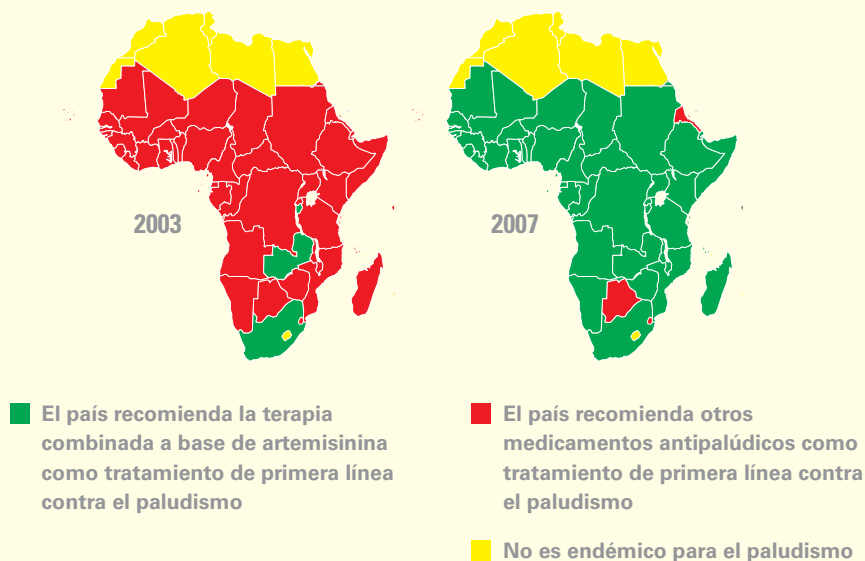 2003
2007
El país recomienda la terapia
combinada a base de artemisinina
como tratamiento de primera línea
contra el paludismo
El país recomienda otros
medicamentos antipalúdicos como
tratamiento de primera línea contra
el paludismo
No es endémico para el paludismo